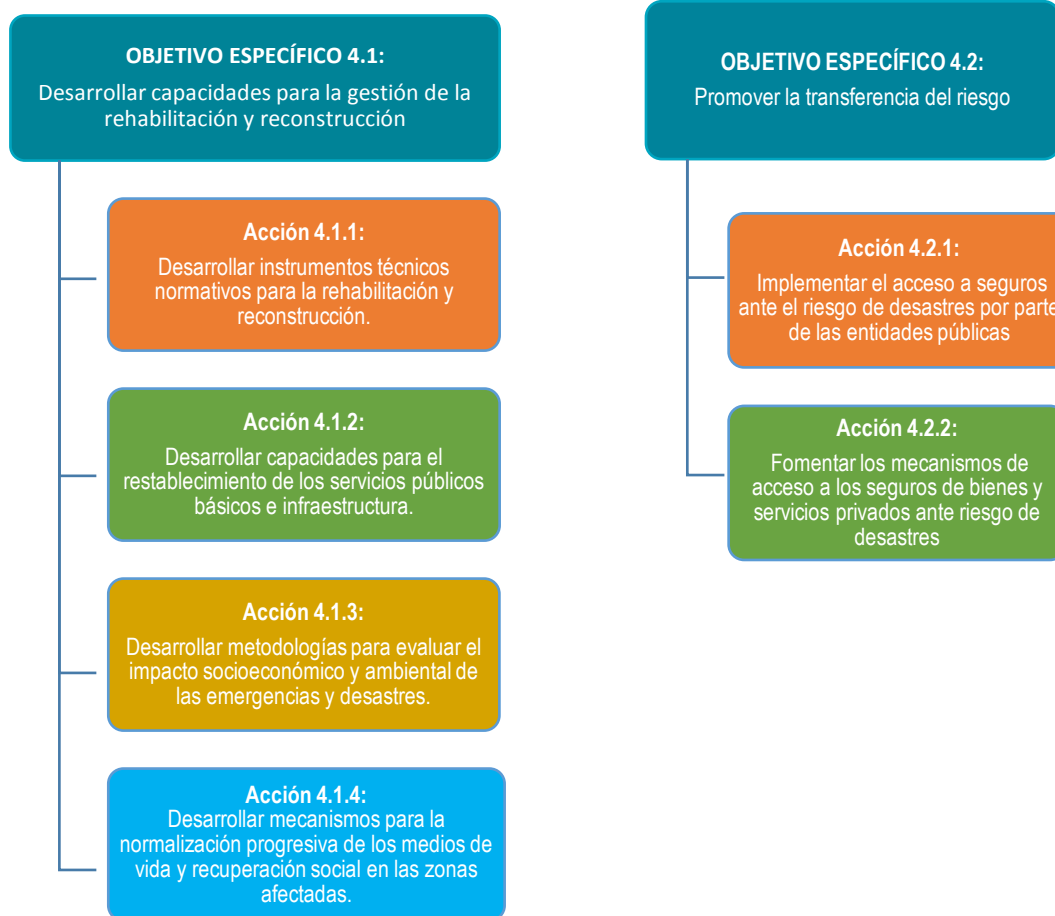 OBJETIVO ESPECÍFICO 4.1:
Desarrollar capacidades para la gestión de la
rehabilitación y reconstrucción
Acción 4.1.1:
Desarrollar instrumentos técnicos
normativos para la rehabilitación y
reconstrucción.
Acción 4.1.2:
Desarrollar capacidades para el
restablecimiento de los servicios públicos
básicos e infraestructura.
Acción 4.1.3:
Desarrollar metodologías para evaluar el
impacto socioeconómico y ambiental de
las emergencias y desastres.
Acción 4.1.4:
Desarrollar mecanismos para la
normalización progresiva de los medios de
vida y recuperación social en las zonas
afectadas.
OBJETIVO ESPECÍFICO 4.2:
Promover la transferencia del riesgo
Acción 4.2.1:
Implementar el acceso a seguros
ante el riesgo de desastres por parte
de las entidades públicas
Acción 4.2.2:
Fomentar los mecanismos de
acceso a los seguros de bienes y
servicios privados ante riesgo de
desastres